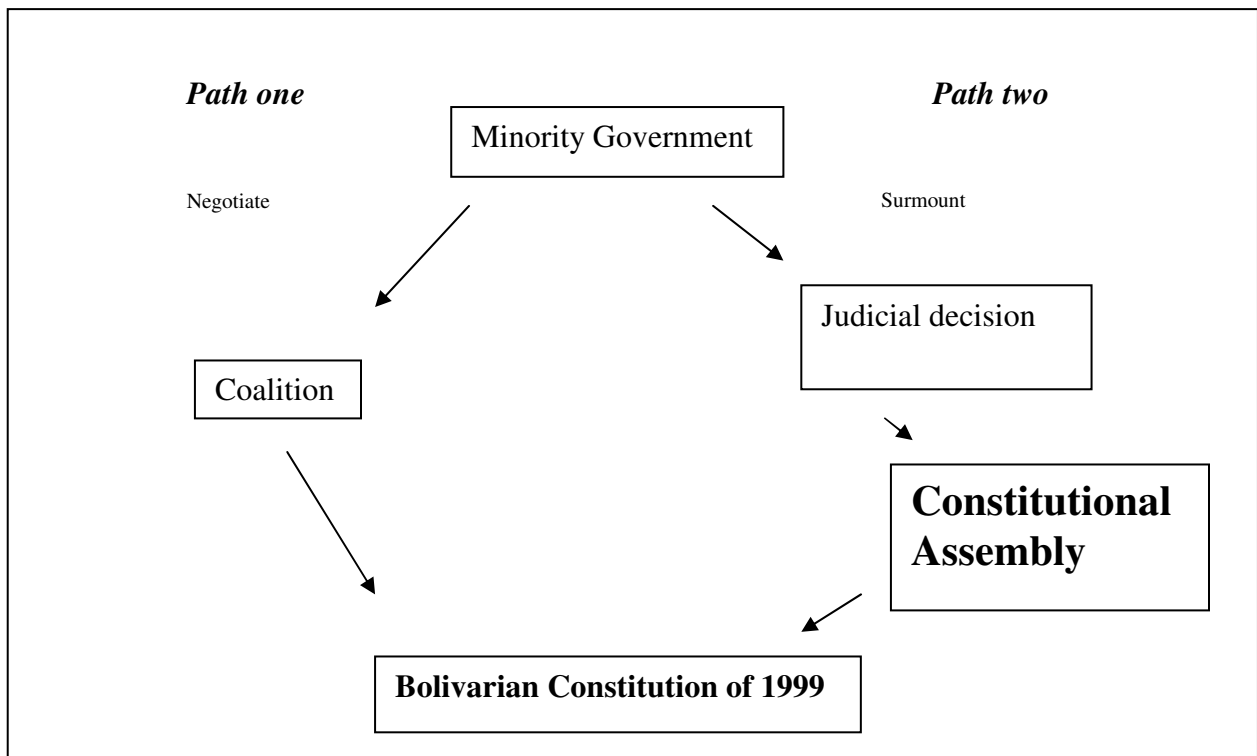 Path one
Path two
Minority Government
Negotiate
Surmount
Judicial decision
Coalition
Constitutional
Assembly
Bolivarian Constitution of 1999